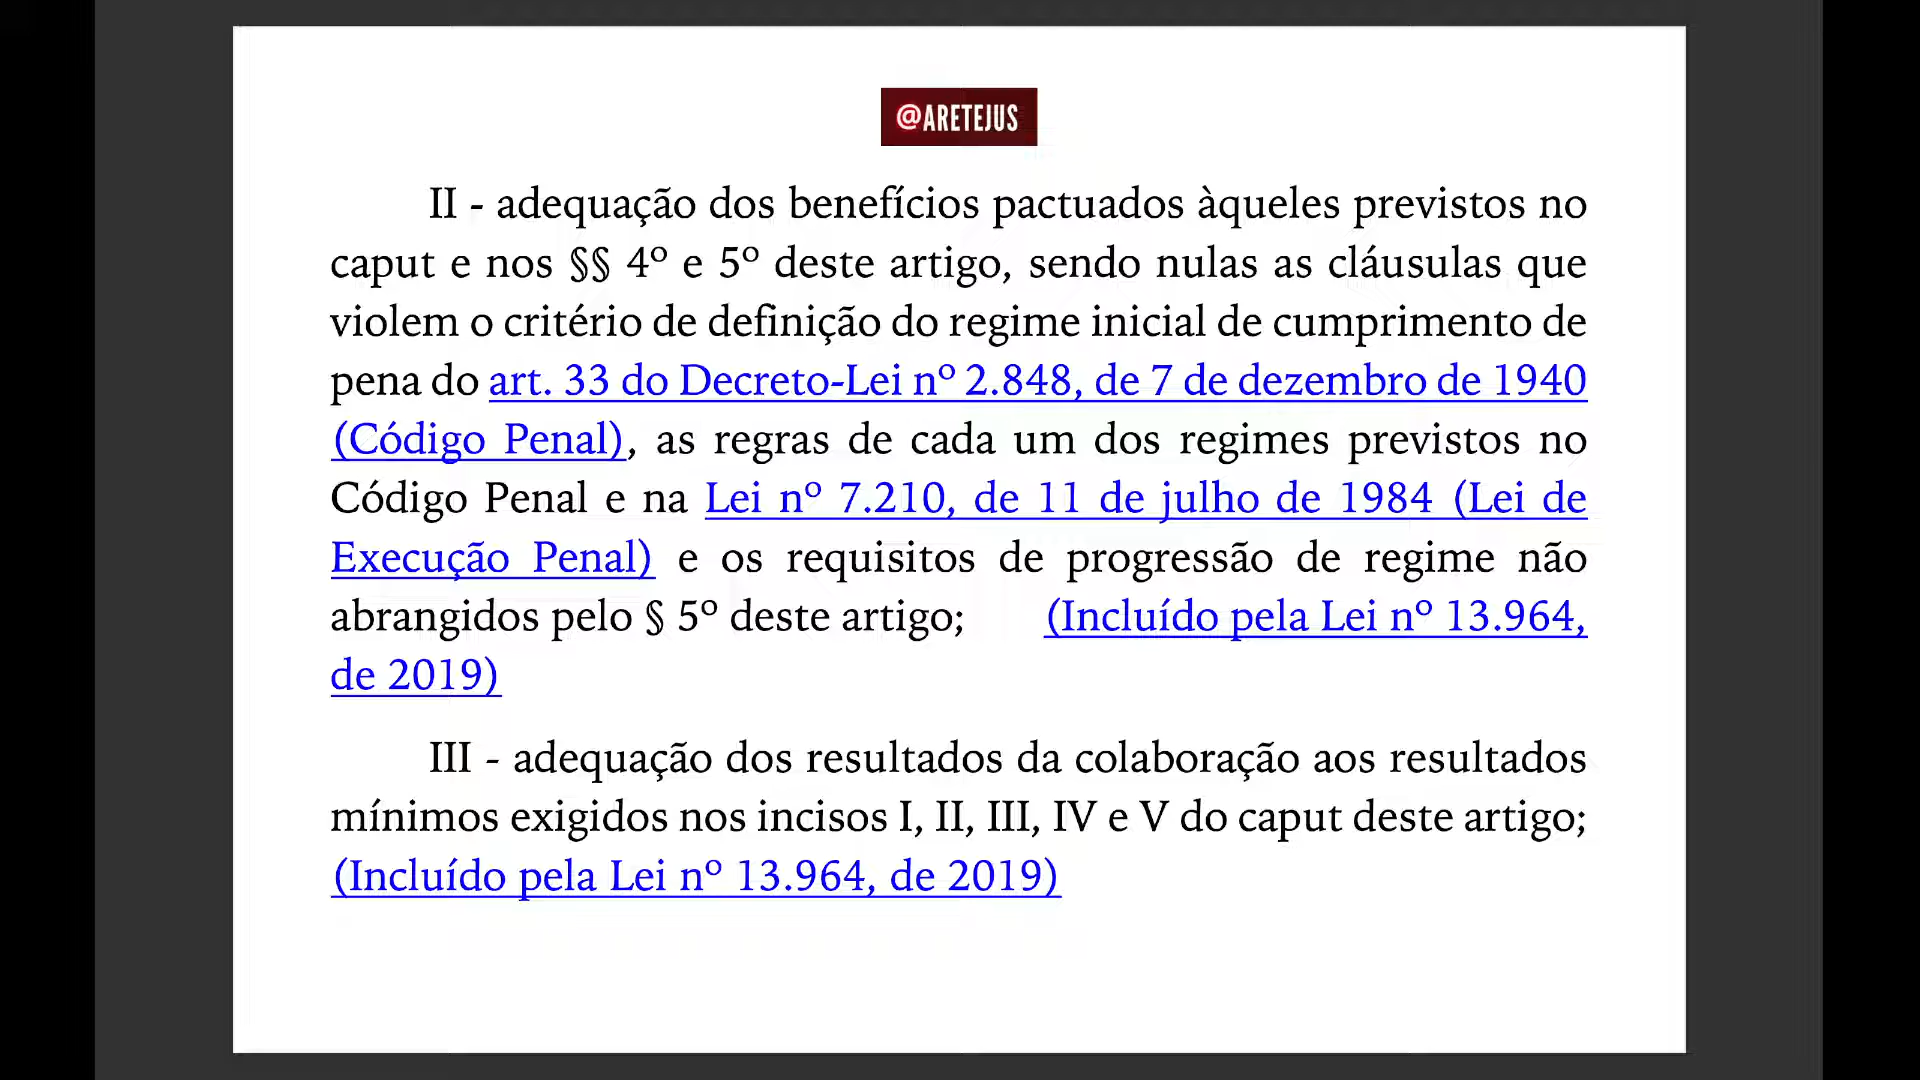 @ARETEJUS
II - adequação dos benefícios pactuados àqueles previstos no
caput e nos §§ 4º e 5º deste artigo, sendo nulas as cláusulas que
violem o critério de definição do regime inicial de cumprimento de
pena do art. 33 do Decreto-Lei nº 2.848, de 7 de dezembro de 1940
(Código Penal), as regras de cada um dos regimes previstos no
Código Penal e na Lei nº 7.210, de 11 de julho de 1984 (Lei de
Execução Penal) e os requisitos de progressão de regime não
abrangidos pelo § 5º deste artigo; (Incluído pela Lei nº 13.964,
de 2019)
III - adequação dos resultados da colaboração aos resultados
mínimos exigidos nos incisos I, II, III, IV e V do caput deste artigo;
(Incluído pela Lei nº 13.964, de 2019)